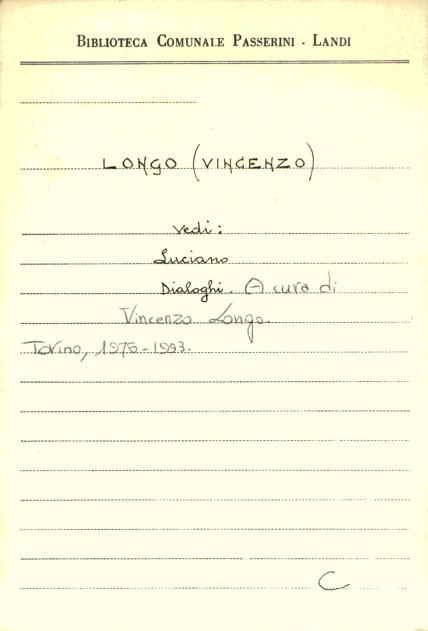 BIBLIOTECA COMUNALE PASSERINI - LANDI
LONGO (VINCENZO)
vedi:
Luciano
Dialoghi. A cura di
Vincenzo Longo.
Torino, 1976-1993.
C